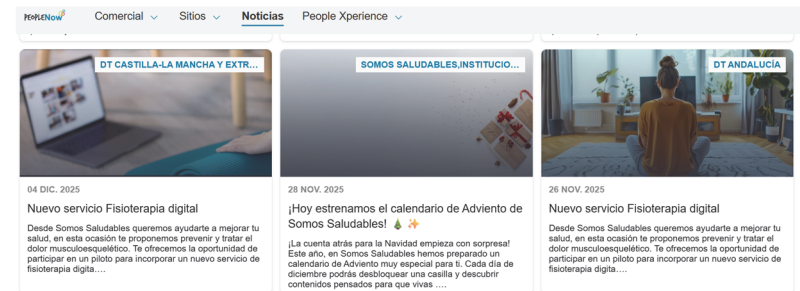 PEOPLENOW
Comercial
Sitios
Noticias
People Xperience
DT CASTILLA-LA MANCHA Y EXTR...
04 DIC. 2025
Nuevo servicio Fisioterapia digital
Desde Somos Saludables queremos ayudarte a mejorar tu
salud, en esta ocasión te proponemos prevenir y tratar el
dolor musculoesquelético. Te ofrecemos la oportunidad de
participar en un piloto para incorporar un nuevo servicio de
fisioterapia digita….
SOMOS SALUDABLES,INSTITUCIO...
28 NOV. 2025
¡Hoy estrenamos el calendario de Adviento de
Somos Saludables! 🎄 ✨
¡La cuenta atrás para la Navidad empieza con sorpresa!
Este año, en Somos Saludables hemos preparado un
calendario de Adviento muy especial para ti. Cada día de
diciembre podrás desbloquear una casilla y descubrir
contenidos pensados para que vivas ….
DT ANDALUCÍA
26 NOV. 2025
Nuevo servicio Fisioterapia digital
Desde Somos Saludables queremos ayudarte a mejorar tu
salud, en esta ocasión te proponemos prevenir y tratar el
dolor musculoesquelético. Te ofrecemos la oportunidad de
participar en un piloto para incorporar un nuevo servicio de
fisioterapia digita….